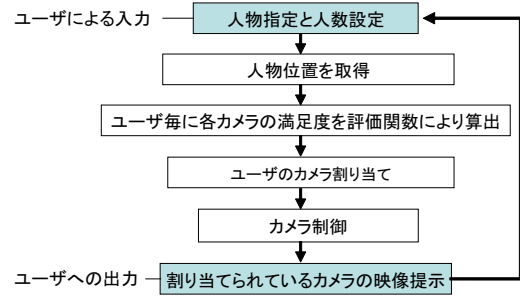 ユーザによる入力
人物指定と人数設定
人物位置を取得
ユーザ毎に各カメラの満足度を評価関数により算出
ユーザのカメラ割り当て
カメラ制御
ユーザへの出力
割り当てられているカメラの映像提示